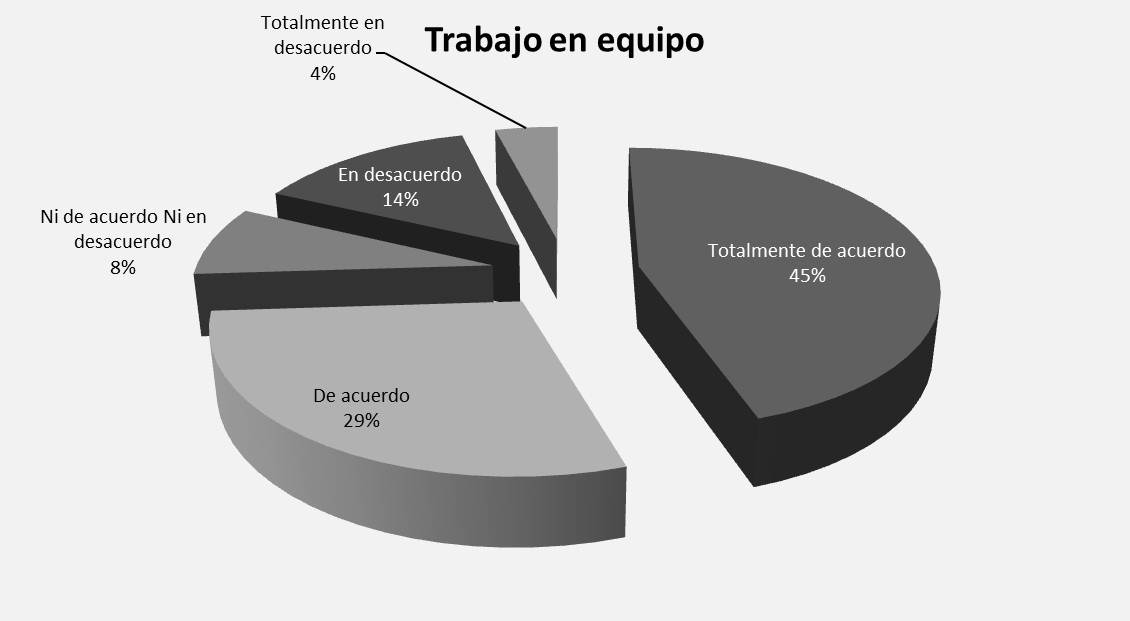 Trabajo en equipo
Totalmente en
desacuerdo
4%
En desacuerdo
14%
Ni de acuerdo Ni en
desacuerdo
8%
Totalmente de acuerdo
45%
De acuerdo
29%